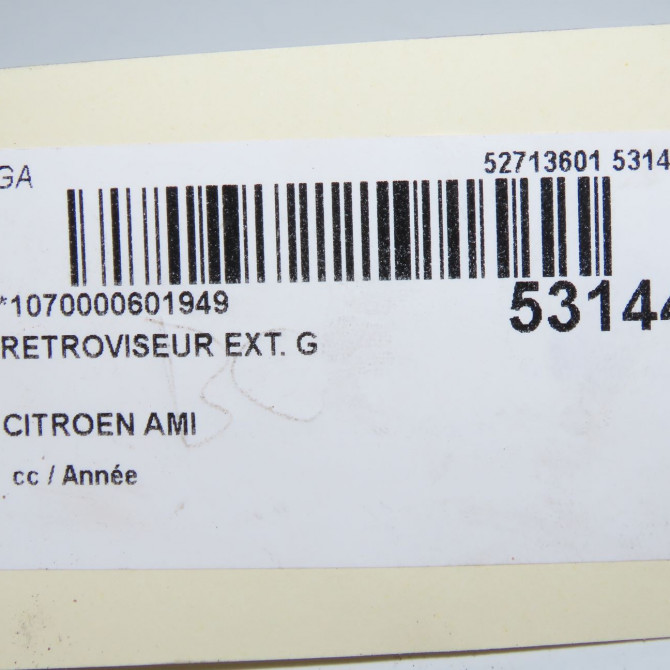 GA
52713601 5314
*1070000601949
53144
RETROVISEUR EXT. G
CITROEN AMI
cc / Année